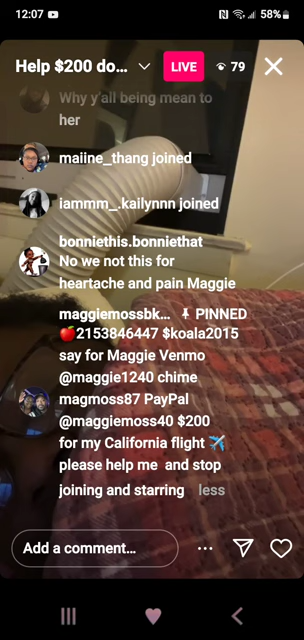 12:07 58%
Help $200 do... LIVE 79
Why y'all being mean to
her
maiine_thang joined
iammm_.kailynnn joined
bonniethis.bonniethat
No we not this for
heartache and pain Maggie
maggiemossbk... 📌 PINNED
🍎2153846447 $koala2015
say for Maggie Venmo
@maggie1240 chime
magmoss87 PayPal
@maggiemoss40 $200
for my California flight ✈️
please help me and stop
joining and starring less
Add a comment...